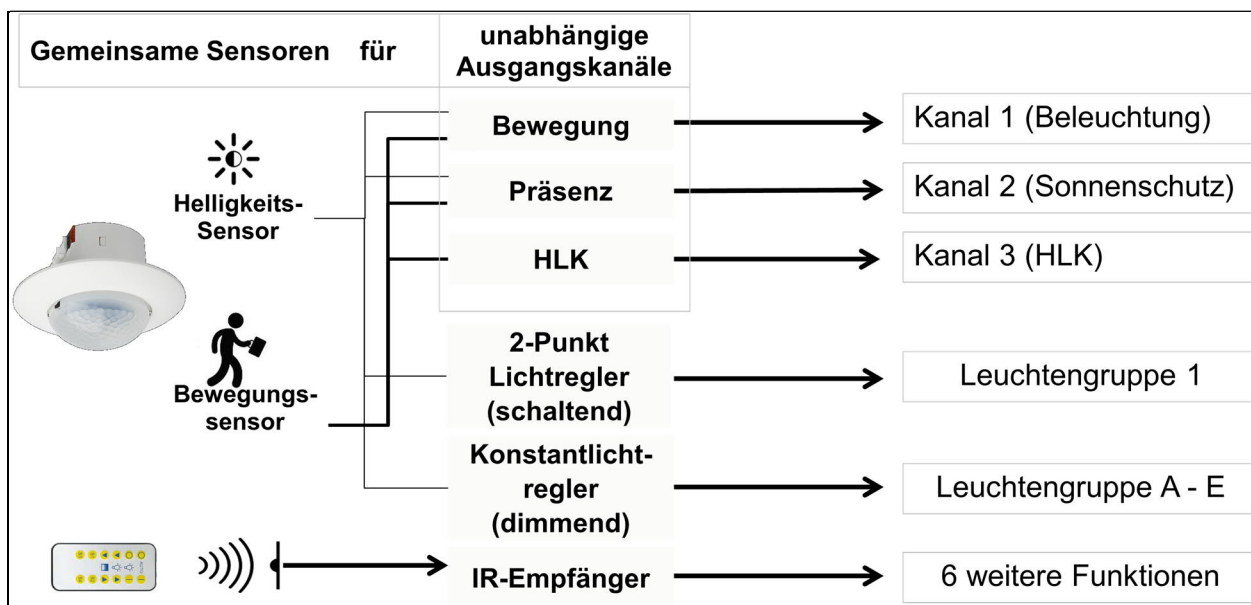 Gemeinsame Sensoren für
unabhängige
Ausgangskanäle
Bewegung
Kanal 1 (Beleuchtung)
Helligkeits-
Sensor
Präsenz
Kanal 2 (Sonnenschutz)
HLK
Kanal 3 (HLK)
Bewegungs-
sensor
2-Punkt
Lichtregler
(schaltend)
Leuchtengruppe 1
Konstantlicht-
regler
(dimmend)
Leuchtengruppe A - E
IR-Empfänger
6 weitere Funktionen